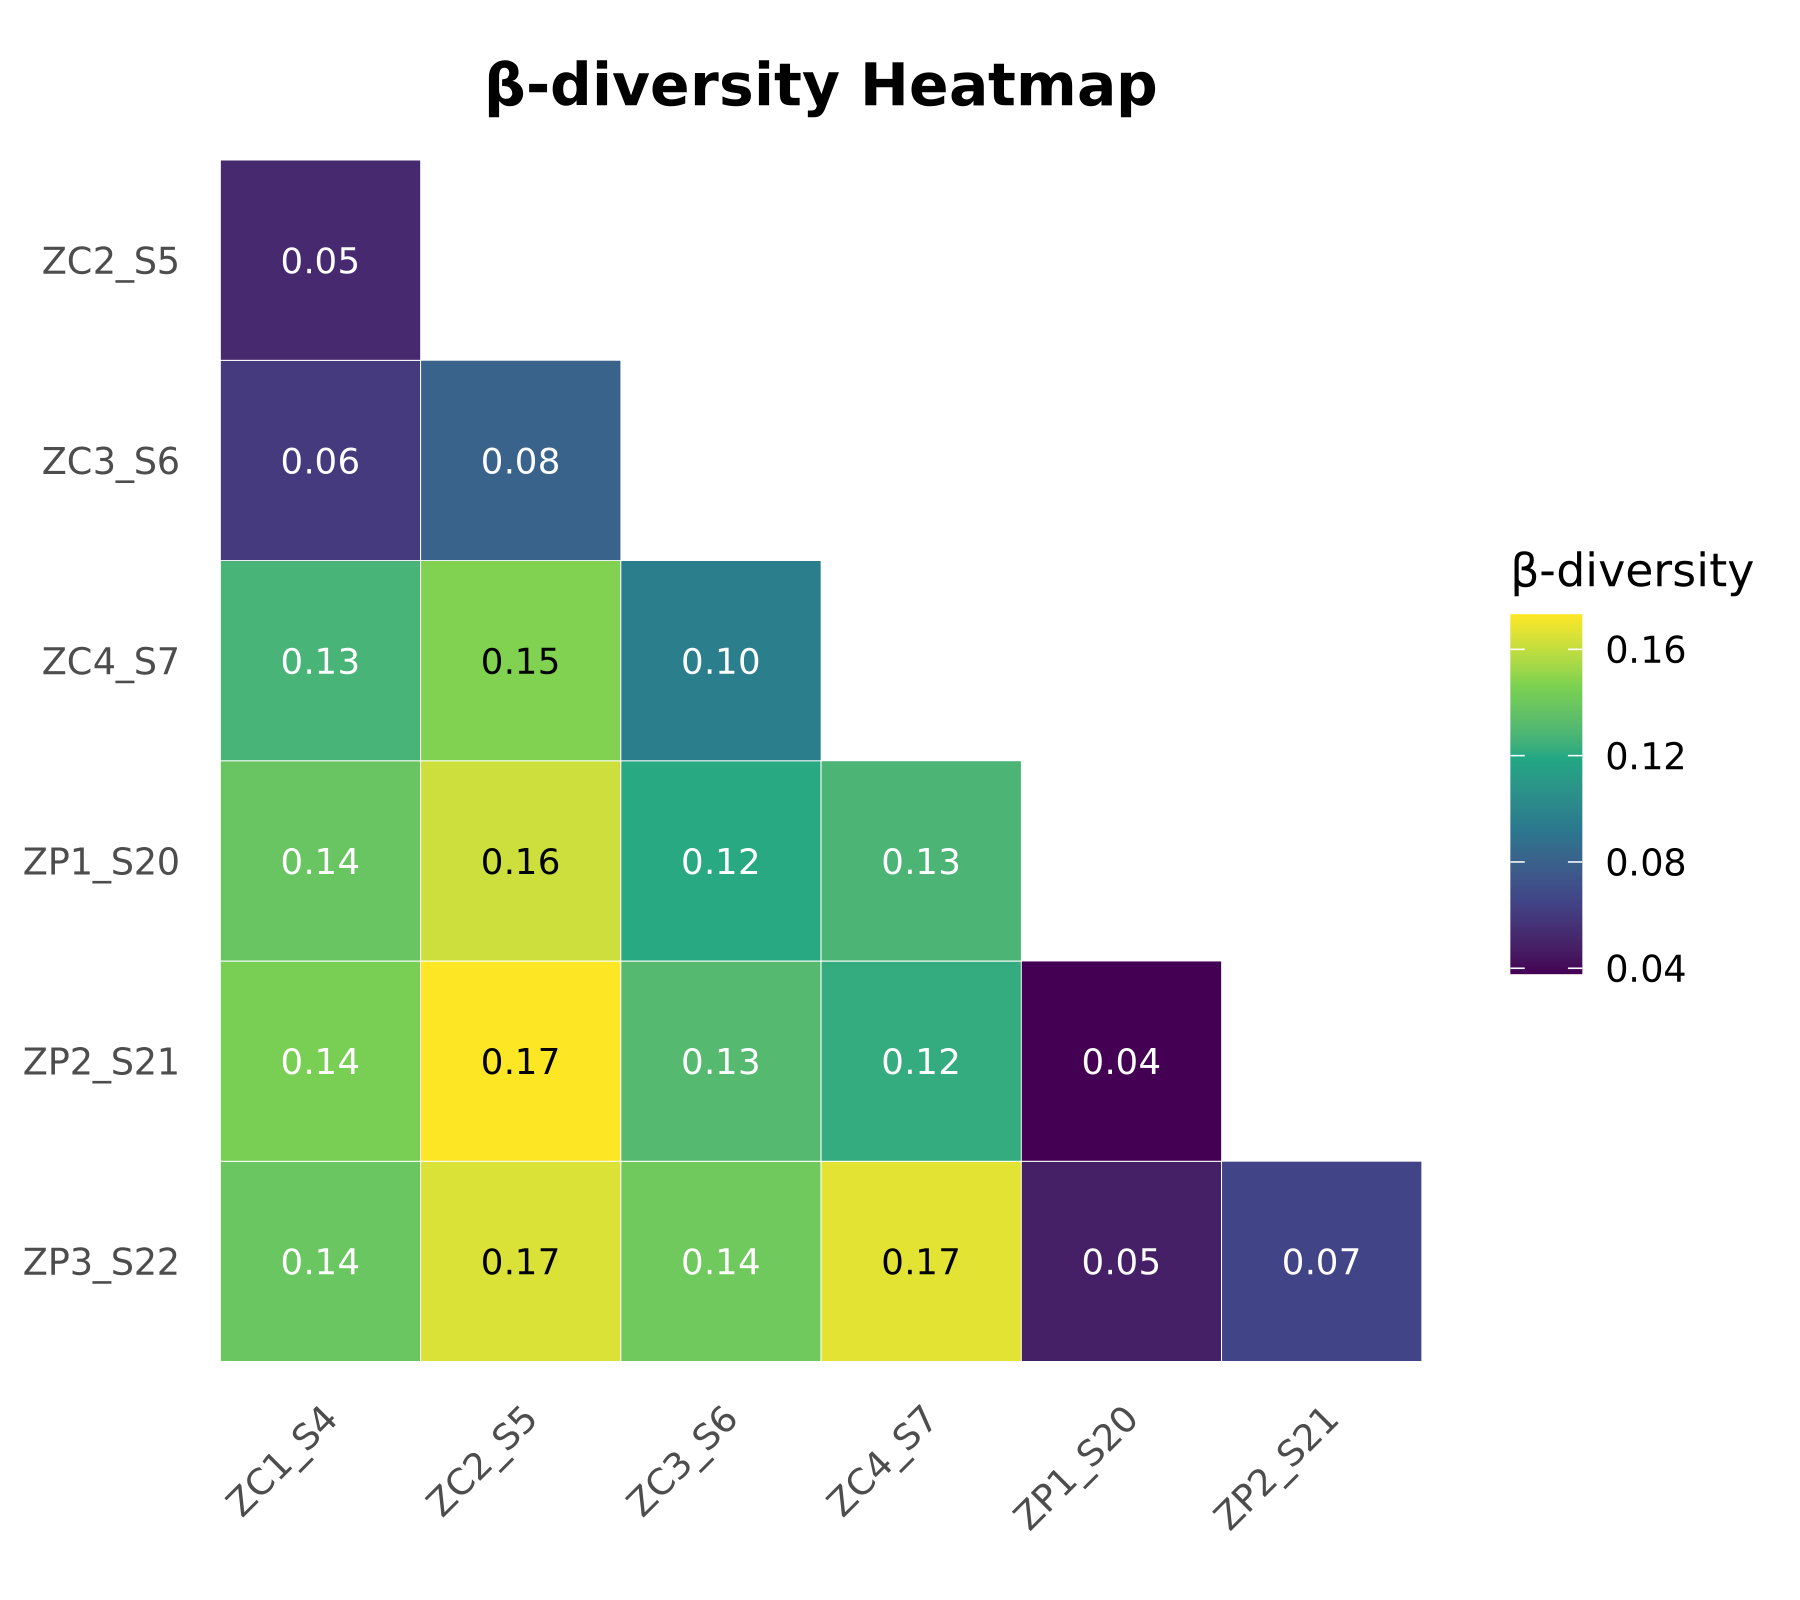 β-diversity Heatmap
ZC2_S5 0.05
ZC3_S6 0.06 0.08
ZC4_S7 0.13 0.15 0.10
ZP1_S20 0.14 0.16 0.12 0.13
ZP2_S21 0.14 0.17 0.13 0.12 0.04
ZP3_S22 0.14 0.17 0.14 0.17 0.05 0.07
ZC1_S4 ZC2_S5 ZC3_S6 ZC4_S7 ZP1_S20 ZP2_S21
β-diversity
0.16
0.12
0.08
0.04